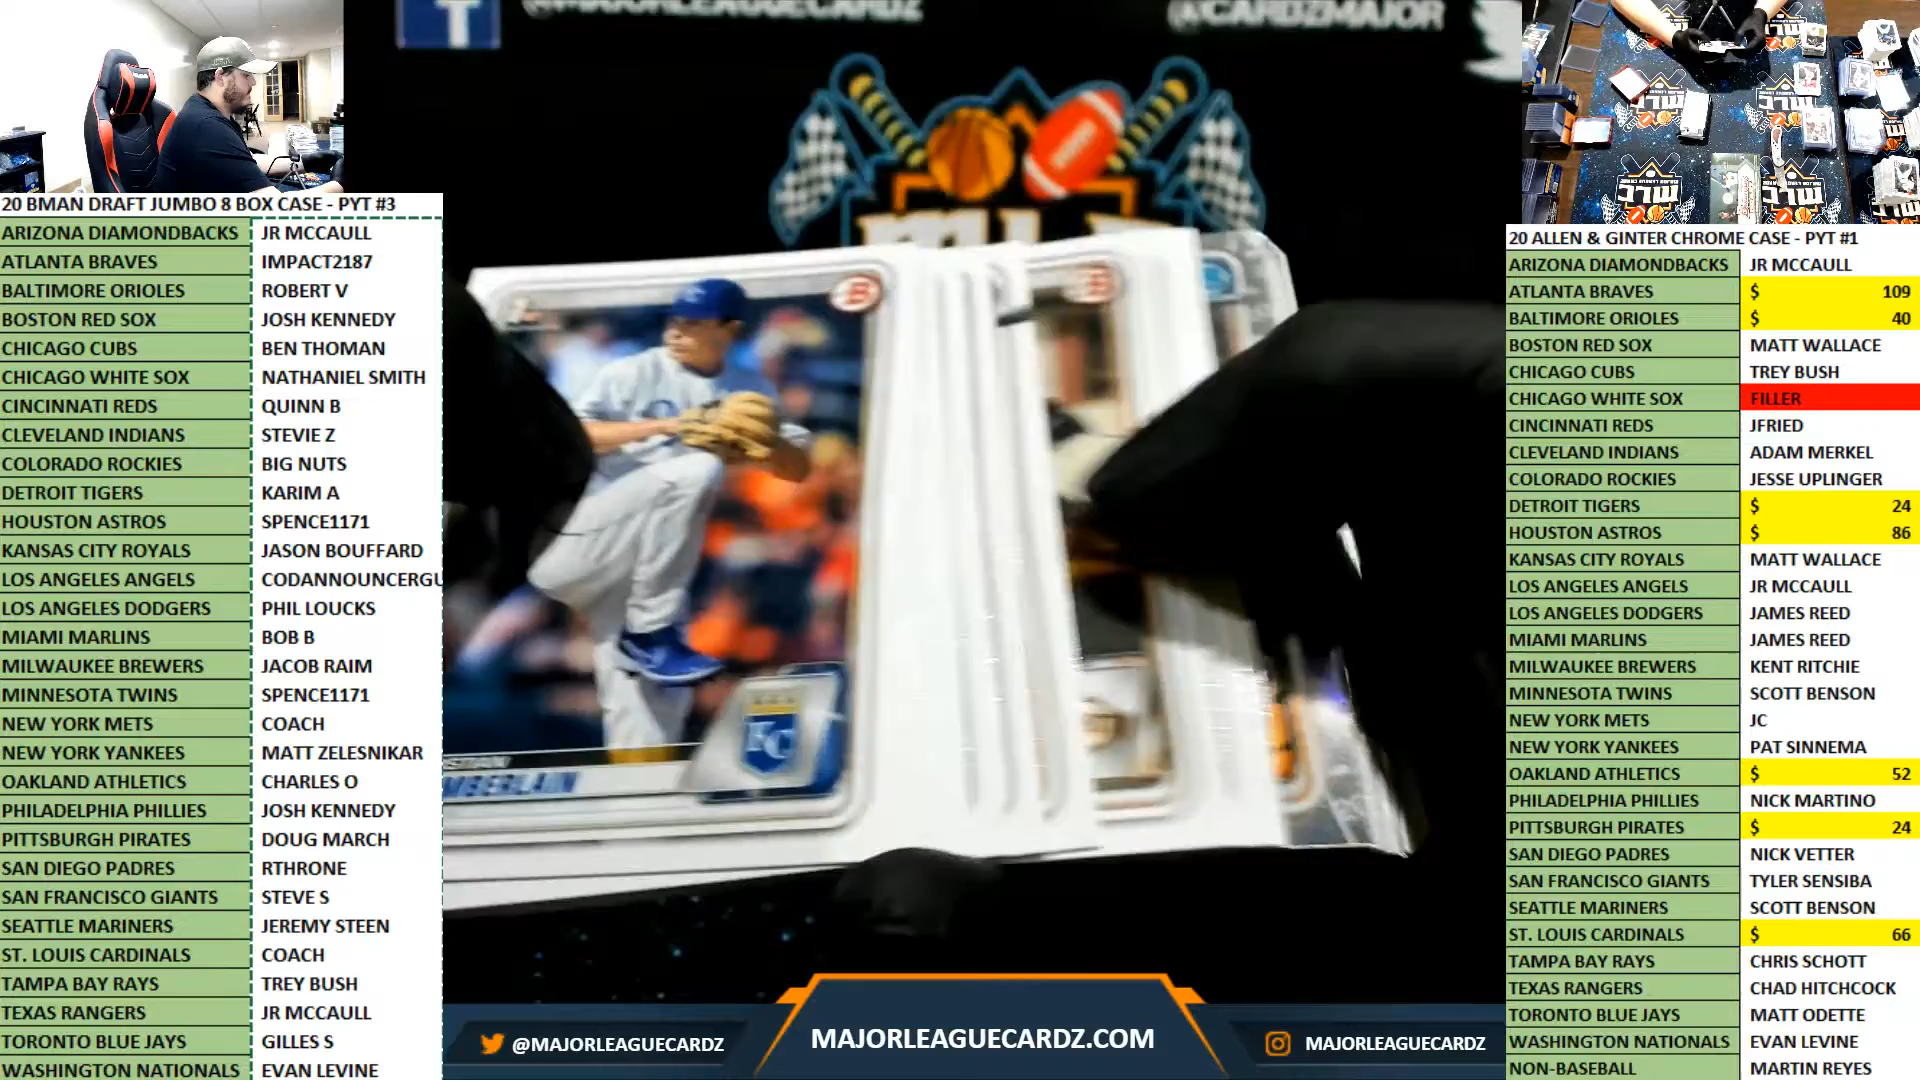 @MAJORLEAGUECARDZ
@CARDZMAJOR
20 BMAN DRAFT JUMBO 8 BOX CASE - PYT #3
ARIZONA DIAMONDBACKS JR MCCAULL
ATLANTA BRAVES IMPACT2187
BALTIMORE ORIOLES ROBERT V
BOSTON RED SOX JOSH KENNEDY
CHICAGO CUBS BEN THOMAN
CHICAGO WHITE SOX NATHANIEL SMITH
CINCINNATI REDS QUINN B
CLEVELAND INDIANS STEVIE Z
COLORADO ROCKIES BIG NUTS
DETROIT TIGERS KARIM A
HOUSTON ASTROS SPENCE1171
KANSAS CITY ROYALS JASON BOUFFARD
LOS ANGELES ANGELS CODANNOUNCERGU
LOS ANGELES DODGERS PHIL LOUCKS
MIAMI MARLINS BOB B
MILWAUKEE BREWERS JACOB RAIM
MINNESOTA TWINS SPENCE1171
NEW YORK METS COACH
NEW YORK YANKEES MATT ZELESNIKAR
OAKLAND ATHLETICS CHARLES O
PHILADELPHIA PHILLIES JOSH KENNEDY
PITTSBURGH PIRATES DOUG MARCH
SAN DIEGO PADRES RTHRONE
SAN FRANCISCO GIANTS STEVE S
SEATTLE MARINERS JEREMY STEEN
ST. LOUIS CARDINALS COACH
TAMPA BAY RAYS TREY BUSH
TEXAS RANGERS JR MCCAULL
TORONTO BLUE JAYS GILLES S
WASHINGTON NATIONALS EVAN LEVINE
B
KC
@MAJORLEAGUECARDZ
MAJORLEAGUECARDZ.COM
MAJORLEAGUECARDZ
20 ALLEN & GINTER CHROME CASE - PYT #1
ARIZONA DIAMONDBACKS JR MCCAULL
ATLANTA BRAVES $ 109
BALTIMORE ORIOLES $ 40
BOSTON RED SOX MATT WALLACE
CHICAGO CUBS TREY BUSH
CHICAGO WHITE SOX FILLER
CINCINNATI REDS JFRIED
CLEVELAND INDIANS ADAM MERKEL
COLORADO ROCKIES JESSE UPLINGER
DETROIT TIGERS $ 24
HOUSTON ASTROS $ 86
KANSAS CITY ROYALS MATT WALLACE
LOS ANGELES ANGELS JR MCCAULL
LOS ANGELES DODGERS JAMES REED
MIAMI MARLINS JAMES REED
MILWAUKEE BREWERS KENT RITCHIE
MINNESOTA TWINS SCOTT BENSON
NEW YORK METS JC
NEW YORK YANKEES PAT SINNEMA
OAKLAND ATHLETICS $ 52
PHILADELPHIA PHILLIES NICK MARTINO
PITTSBURGH PIRATES $ 24
SAN DIEGO PADRES NICK VETTER
SAN FRANCISCO GIANTS TYLER SENSIBA
SEATTLE MARINERS SCOTT BENSON
ST. LOUIS CARDINALS $ 66
TAMPA BAY RAYS CHRIS SCHOTT
TEXAS RANGERS CHAD HITCHCOCK
TORONTO BLUE JAYS MATT ODETTE
WASHINGTON NATIONALS EVAN LEVINE
NON-BASEBALL MARTIN REYES